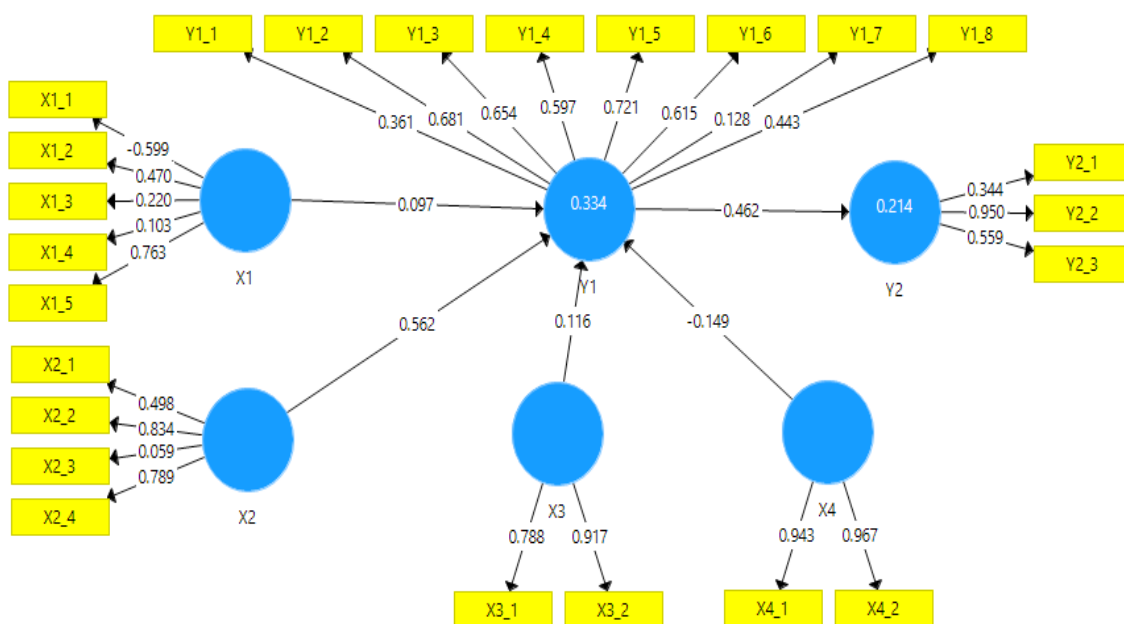 Y1_1 Y1_2 Y1_3 Y1_4 Y1_5 Y1_6 Y1_7 Y1_8
0.361 0.681 0.654 0.597 0.721 0.615 0.128 0.443
X1_1
X1_2
X1_3
X1_4
X1_5
-0.599
0.470
0.220
0.103
0.763
X1
0.097
0.334
Y1
0.462
0.214
Y2
0.344
0.950
0.559
Y2_1
Y2_2
Y2_3
0.562
0.116
-0.149
X2_1
X2_2
X2_3
X2_4
0.498
0.834
0.059
0.789
X2
X3
0.788 0.917
X3_1 X3_2
X4
0.943 0.967
X4_1 X4_2